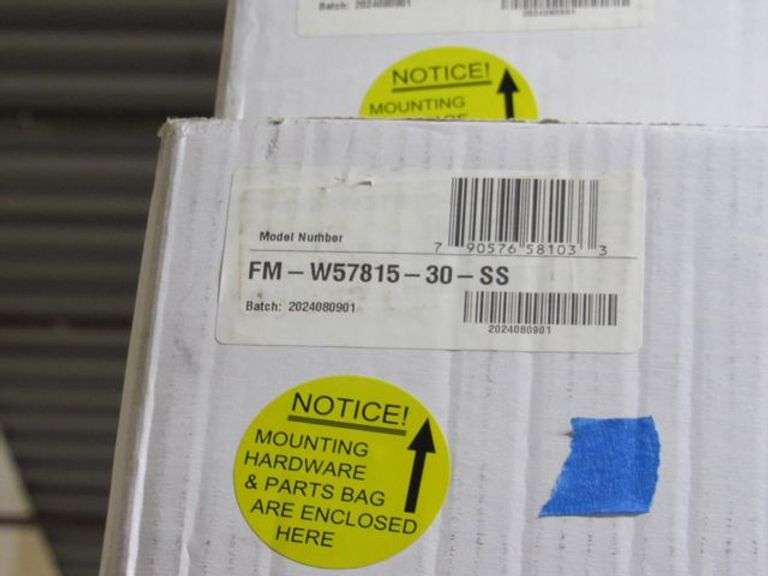 Batch: 2024080901
2024080901
NOTICE!
MOUNTING
Model Number
7 90576 58103 3
FM-W57815-30-SS
Batch: 2024080901
2024080901
NOTICE!
MOUNTING
HARDWARE
& PARTS BAG
ARE ENCLOSED
HERE